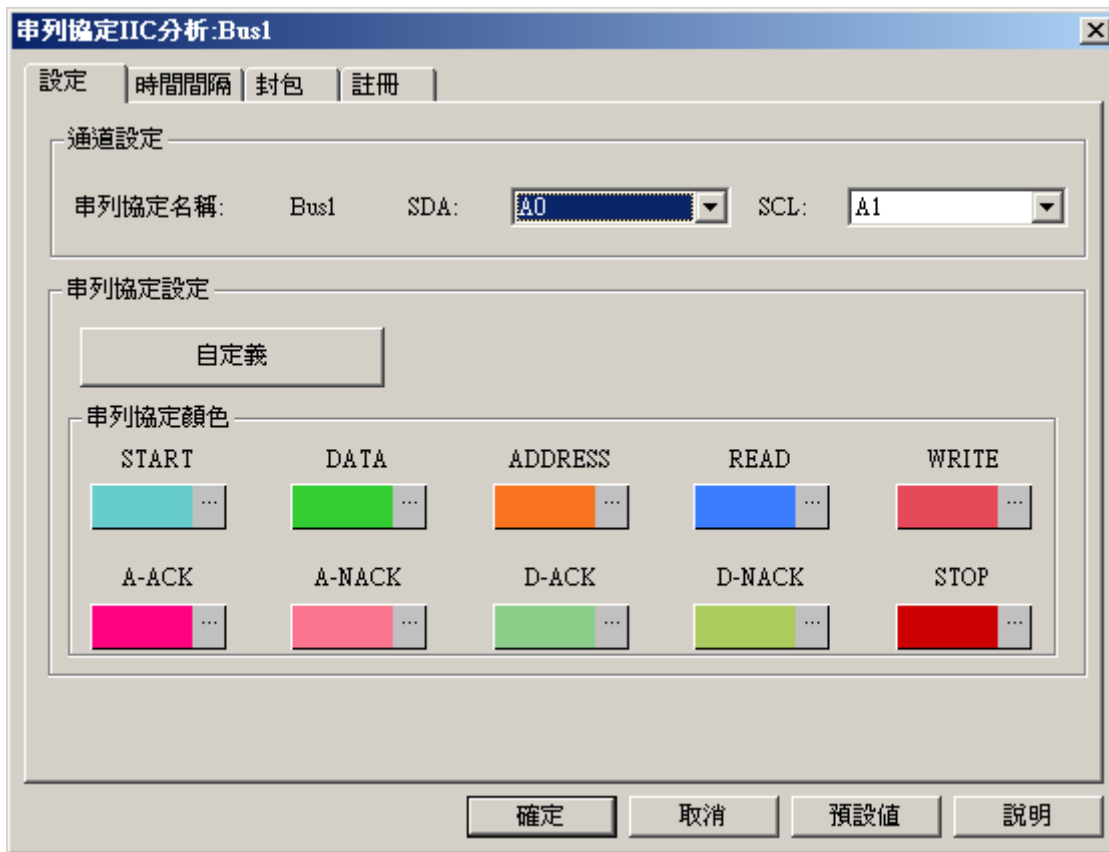 串列協定IIC分析:Bus1
設定 時間間隔 封包 註冊
通道設定
串列協定名稱: Bus1 SDA: A0 SCL: A1
串列協定設定
自定義
串列協定顏色
START DATA ADDRESS READ WRITE
... ... ... ... ...
A-ACK A-NACK D-ACK D-NACK STOP
... ... ... ... ...
確定 取消 預設值 說明